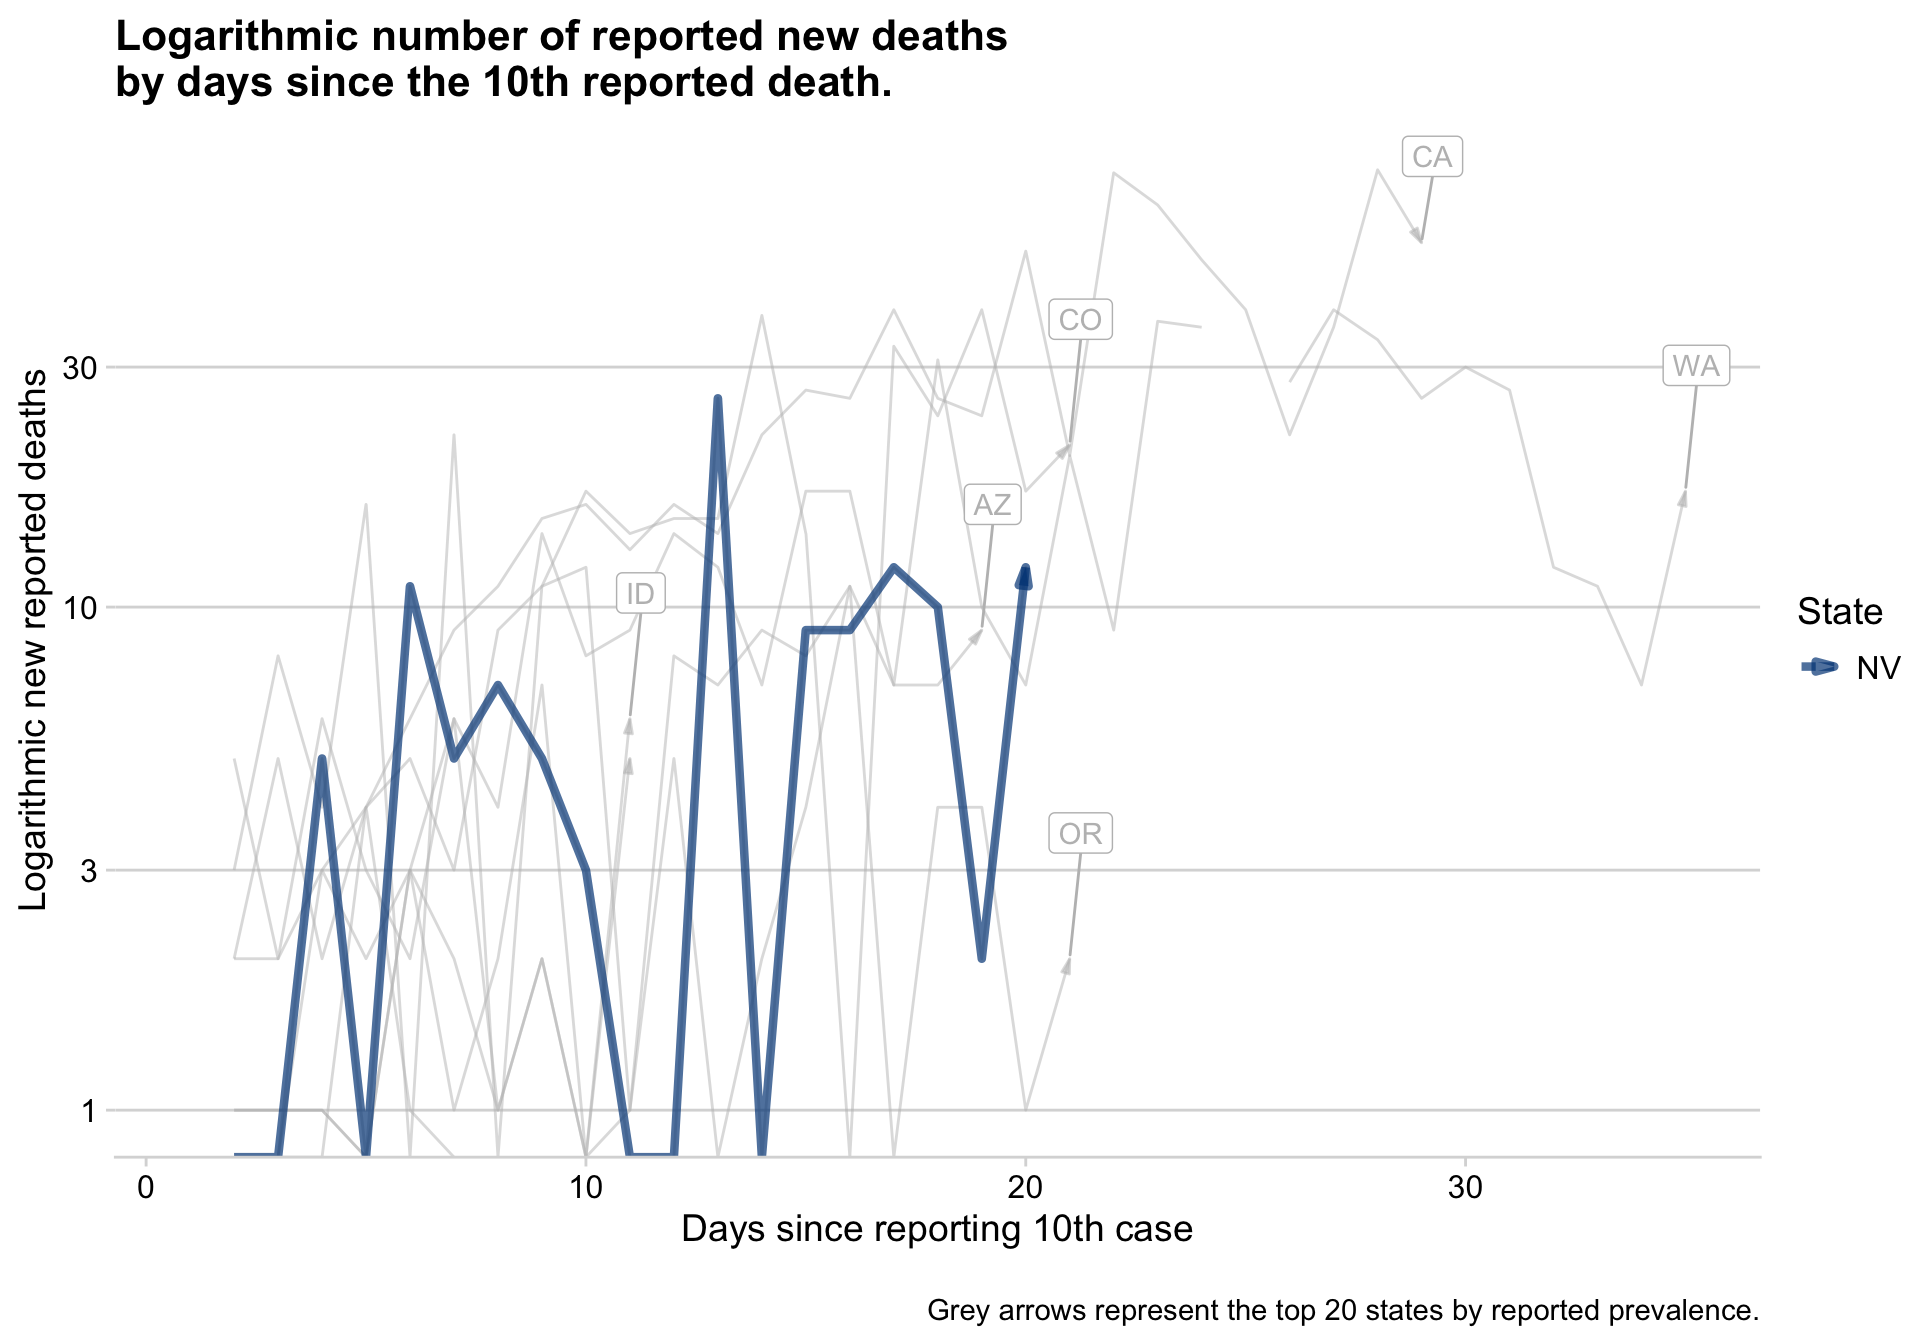 Logarithmic number of reported new deaths
by days since the 10th reported death.
CA
CO
30
WA
AZ
ID
10
State
NV
OR
3
1
Logarithmic new reported deaths
0 10 20 30
Days since reporting 10th case
Grey arrows represent the top 20 states by reported prevalence.